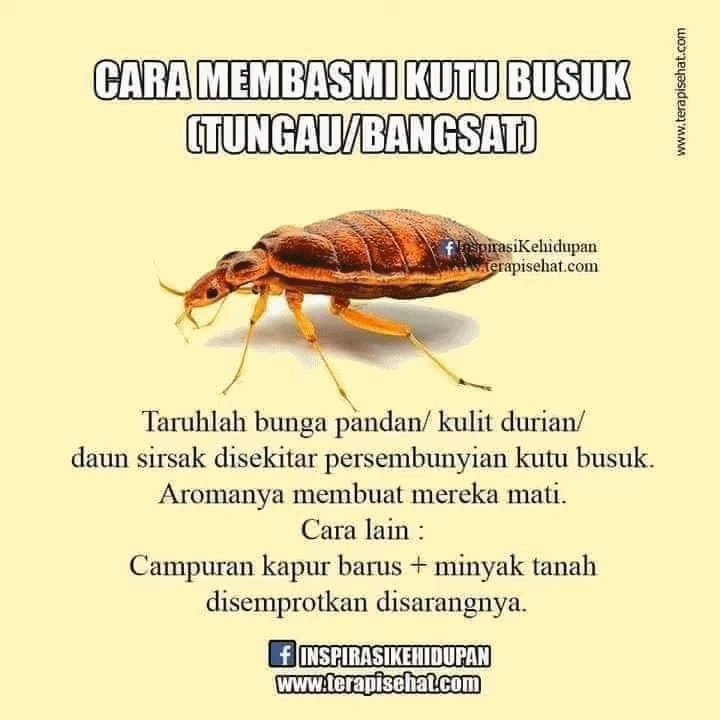 www.terapisehat.com
CARA MEMBASMI KUTU BUSUK
(TUNGAU/BANGSAT)
f InspirasiKehidupan
www.terapisehat.com
Taruhlah bunga pandan/ kulit durian/
daun sirsak disekitar persembunyian kutu busuk.
Aromanya membuat mereka mati.
Cara lain :
Campuran kapur barus + minyak tanah
disemprotkan disarangnya.
f INSPIRASIKEHIDUPAN
www.terapisehat.com